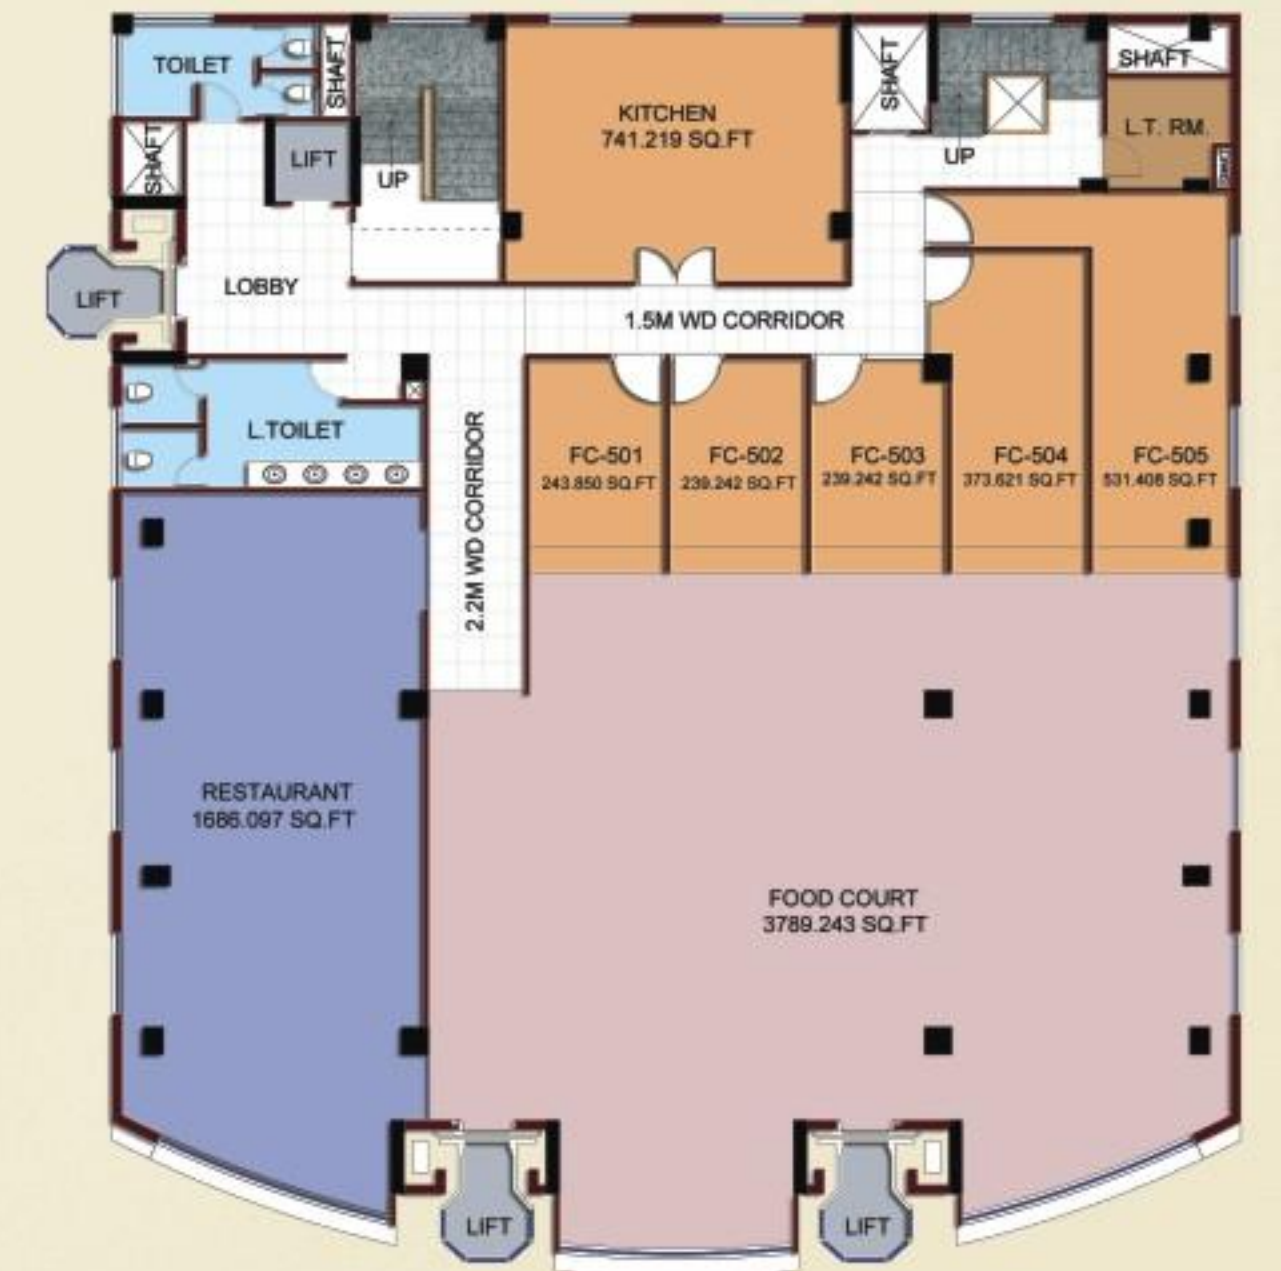 TOILET
SHAFT
SHAFT
LIFT
UP
KITCHEN
741.219 SQ.FT
SHAFT
UP
SHAFT
L.T. RM.
LIFT
LOBBY
1.5M WD CORRIDOR
L.TOILET
2.2M WD CORRIDOR
FC-501
243.850 SQ.FT
FC-502
239.242 SQ.FT
FC-503
239.242 SQ.FT
FC-504
373.621 SQ.FT
FC-505
531.408 SQ.FT
RESTAURANT
1686.097 SQ.FT
FOOD COURT
3789.243 SQ.FT
LIFT
LIFT